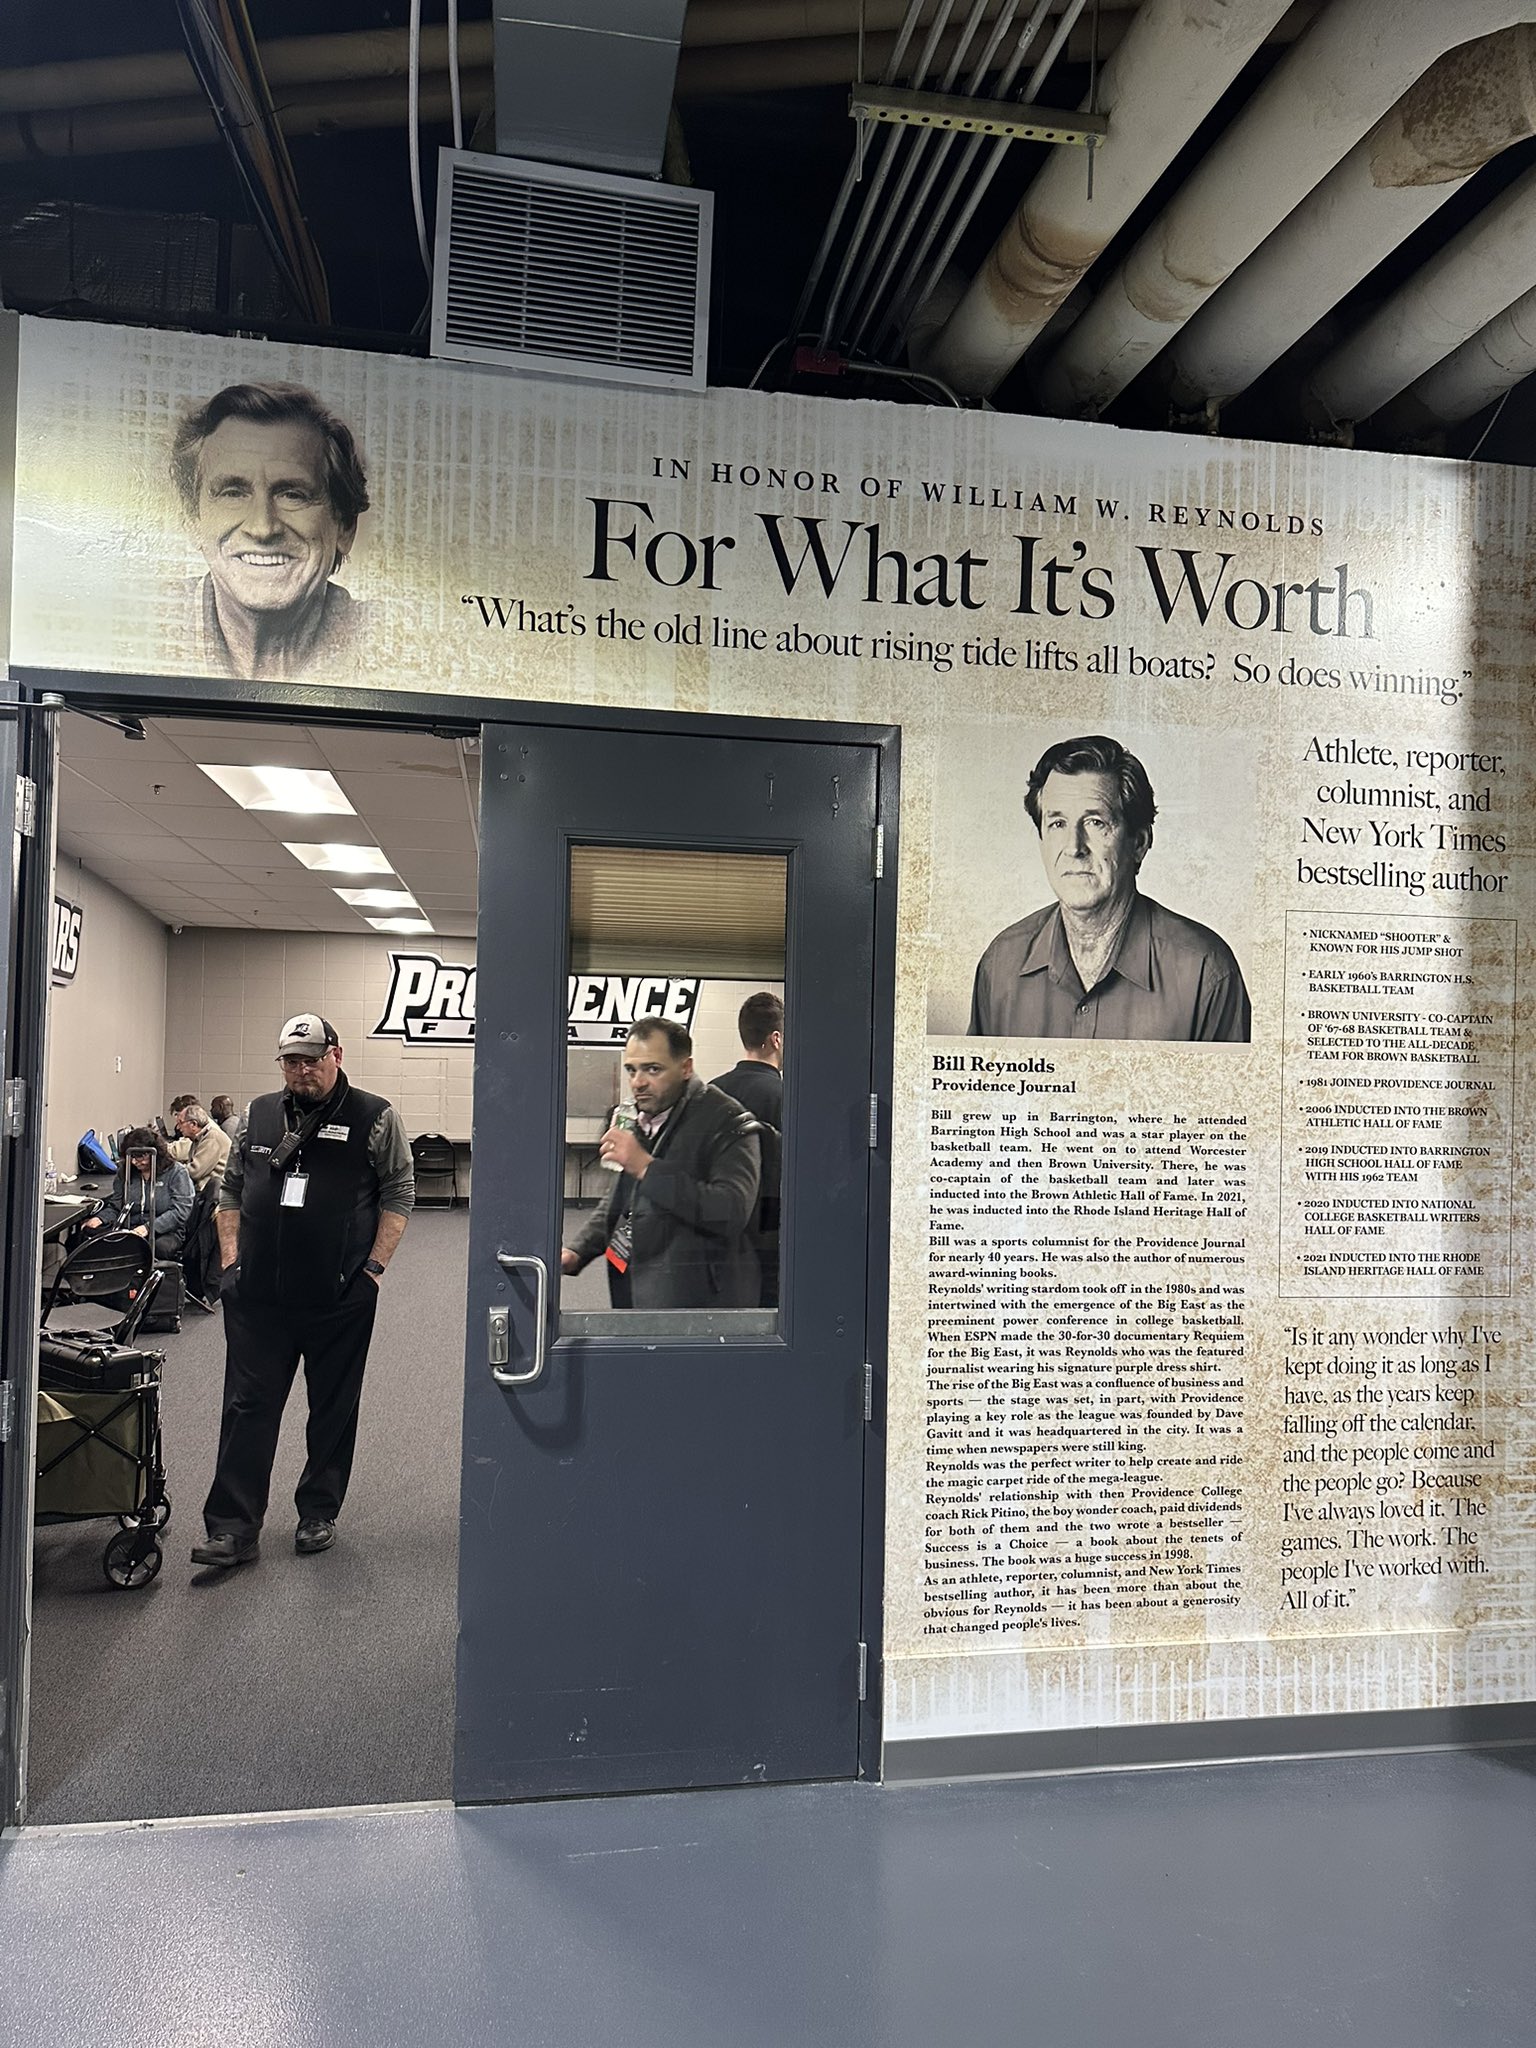 IN HONOR OF WILLIAM W. REYNOLDS
For What It's Worth
“What's the old line about rising tide lifts all boats? So does winning.”
Athlete, reporter,
columnist, and
New York Times
bestselling author
• NICKNAMED “SHOOTER” &
KNOWN FOR HIS JUMP SHOT
• EARLY 1960's BARRINGTON H.S.
BASKETBALL TEAM
• BROWN UNIVERSITY - CO-CAPTAIN
OF '67-68 BASKETBALL TEAM &
SELECTED TO THE ALL-DECADE
TEAM FOR BROWN BASKETBALL
• 1981 JOINED PROVIDENCE JOURNAL
• 2006 INDUCTED INTO THE BROWN
ATHLETIC HALL OF FAME
• 2019 INDUCTED INTO BARRINGTON
HIGH SCHOOL HALL OF FAME
WITH HIS 1962 TEAM
• 2020 INDUCTED INTO NATIONAL
COLLEGE BASKETBALL WRITERS
HALL OF FAME
• 2021 INDUCTED INTO THE RHODE
ISLAND HERITAGE HALL OF FAME
“Is it any wonder why I've
kept doing it as long as I
have, as the years keep
falling off the calendar,
and the people come and
the people go? Because
I've always loved it. The
games. The work. The
people I've worked with.
All of it.”
Bill Reynolds
Providence Journal
Bill grew up in Barrington, where he attended
Barrington High School and was a star player on the
basketball team. He went on to attend Worcester
Academy and then Brown University. There, he was
co-captain of the basketball team and later was
inducted into the Brown Athletic Hall of Fame. In 2021,
he was inducted into the Rhode Island Heritage Hall of
Fame.
Bill was a sports columnist for the Providence Journal
for nearly 40 years. He was also the author of numerous
award-winning books.
Reynolds' writing stardom took off in the 1980s and was
intertwined with the emergence of the Big East as the
preeminent power conference in college basketball.
When ESPN made the 30-for-30 documentary Requiem
for the Big East, it was Reynolds who was the featured
journalist wearing his signature purple dress shirt.
The rise of the Big East was a confluence of business and
sports — the stage was set, in part, with Providence
playing a key role as the league was founded by Dave
Gavitt and it was headquartered in the city. It was a
time when newspapers were still king.
Reynolds was the perfect writer to help create and ride
the magic carpet ride of the mega-league.
Reynolds' relationship with then Providence College
coach Rick Pitino, the boy wonder coach, paid dividends
for both of them and the two wrote a bestseller —
Success is a Choice — a book about the tenets of
business. The book was a huge success in 1998.
As an athlete, reporter, columnist, and New York Times
bestselling author, it has been more than about the
obvious for Reynolds — it has been about a generosity
that changed people's lives.